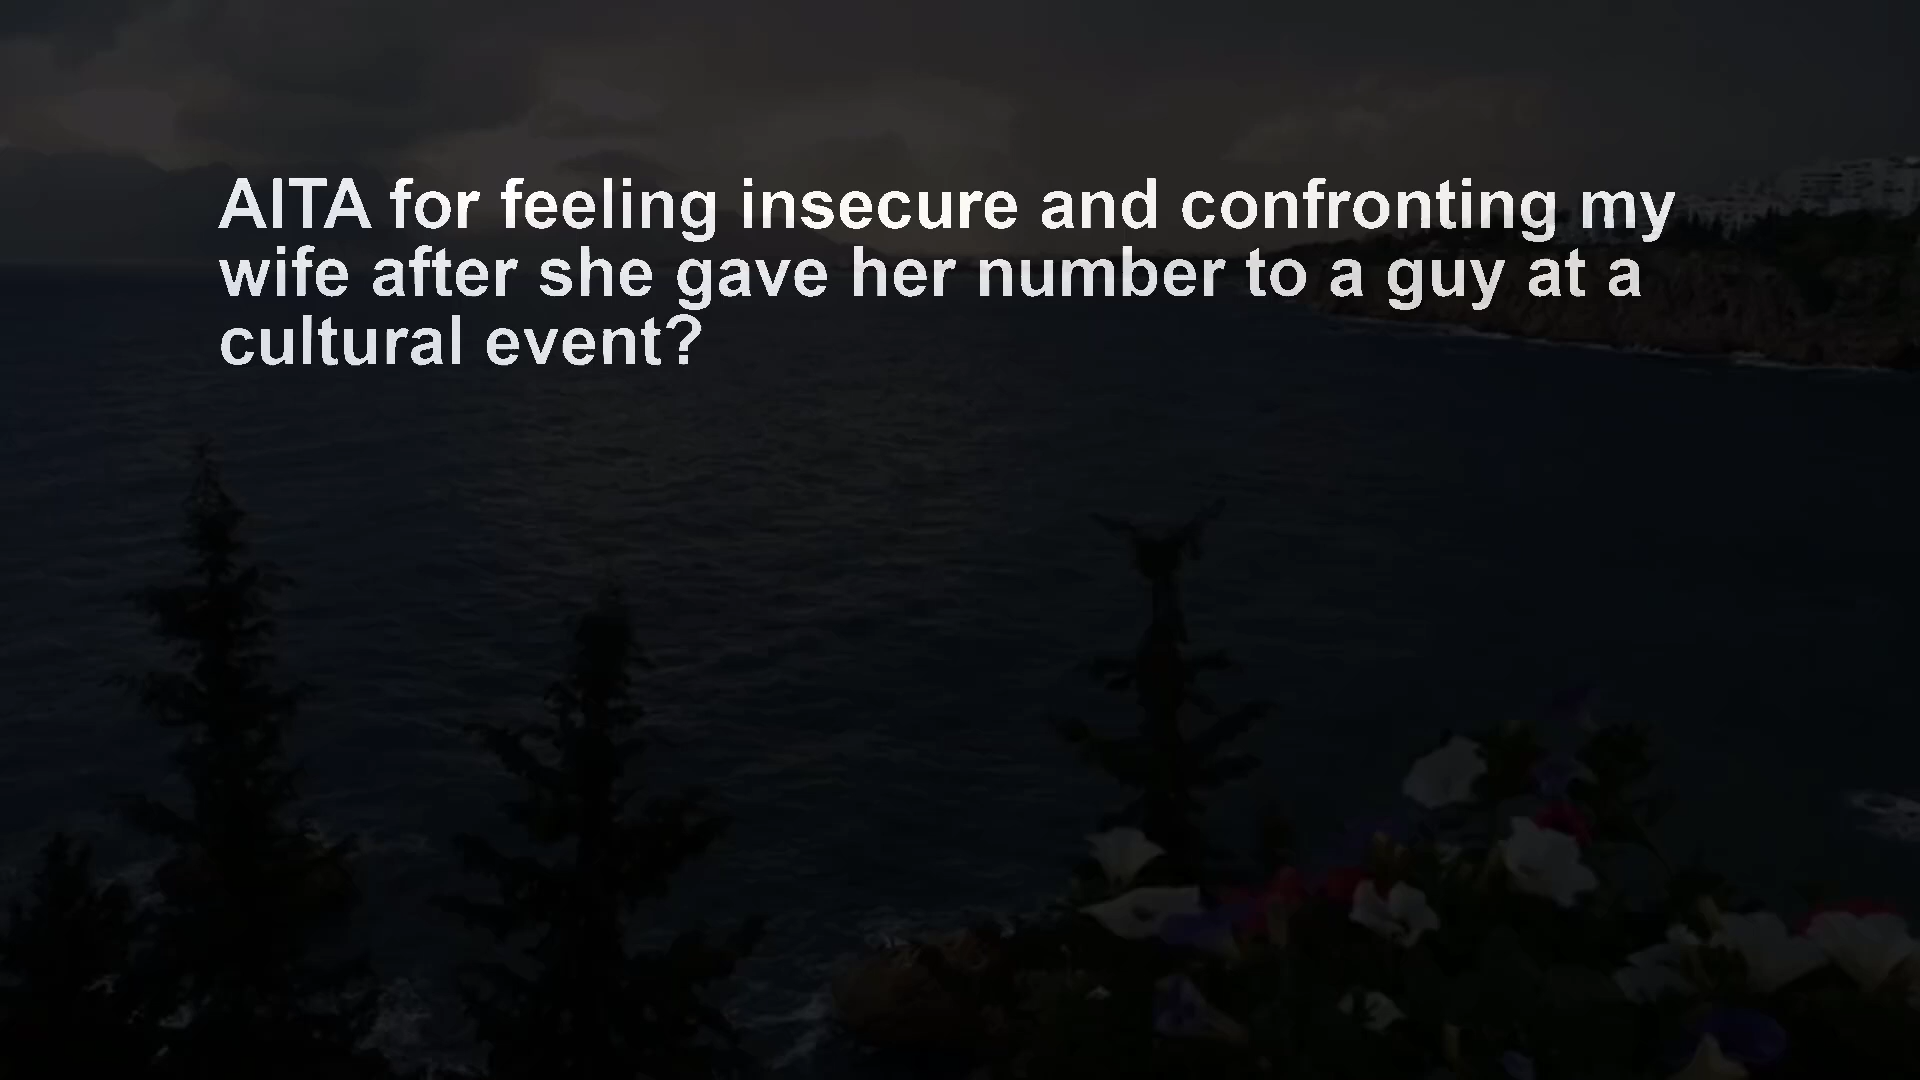 AITA for feeling insecure and confronting my
wife after she gave her number to a guy at a
cultural event?